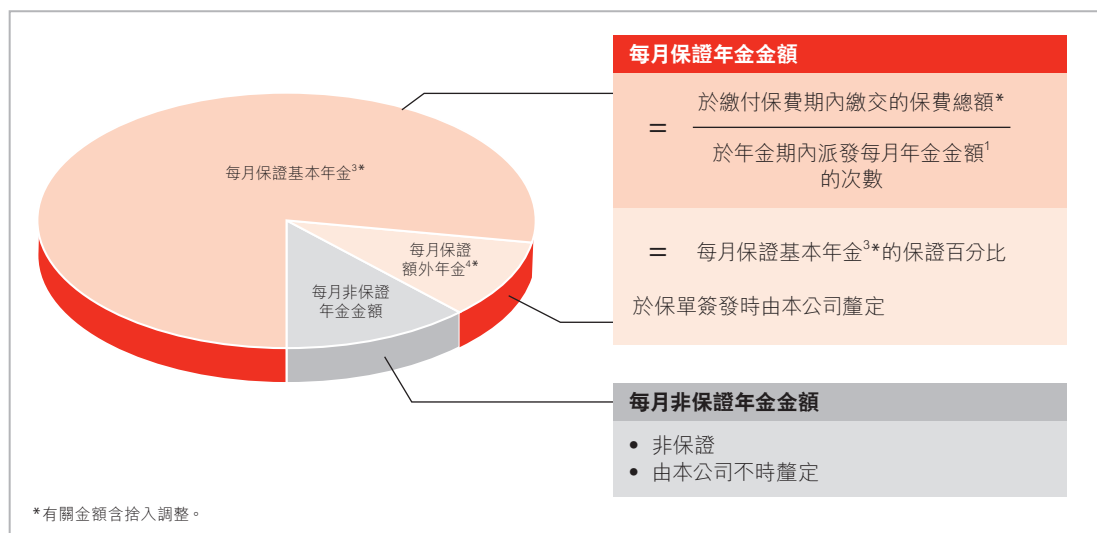 每月保證年金金額
每月保證基本年金3*
= 於繳付保費期內繳交的保費總額*
於年金期內派發每月年金金額1
的次數
每月保證
額外年金4*
= 每月保證基本年金3*的保證百分比
於保單簽發時由本公司釐定
每月非保證
年金金額
每月非保證年金金額
• 非保證
• 由本公司不時釐定
*有關金額含捨入調整。